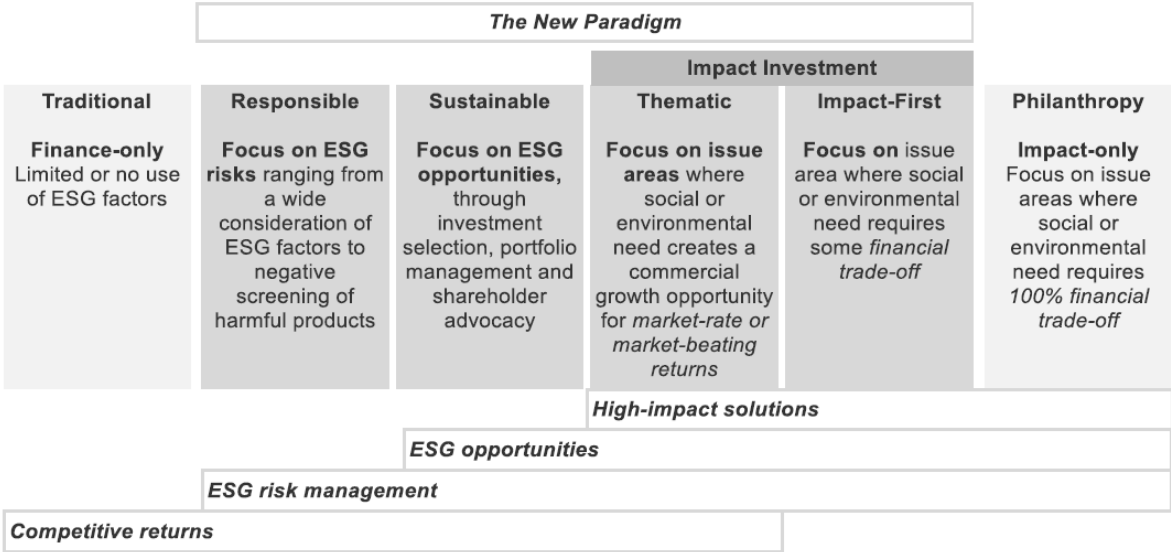 The New Paradigm
Impact Investment
Traditional
Finance-only
Limited or no use
of ESG factors
Responsible
Focus on ESG
risks ranging from
a wide
consideration of
ESG factors to
negative
screening of
harmful products
Sustainable
Focus on ESG
opportunities,
through
investment
selection, portfolio
management and
shareholder
advocacy
Thematic
Focus on issue
areas where
social or
environmental
need creates a
commercial
growth opportunity
for market-rate or
market-beating
returns
Impact-First
Focus on issue
area where social
or environmental
need requires
some financial
trade-off
Philanthropy
Impact-only
Focus on issue
areas where
social or
environmental
need requires
100% financial
trade-off
High-impact solutions
ESG opportunities
ESG risk management
Competitive returns